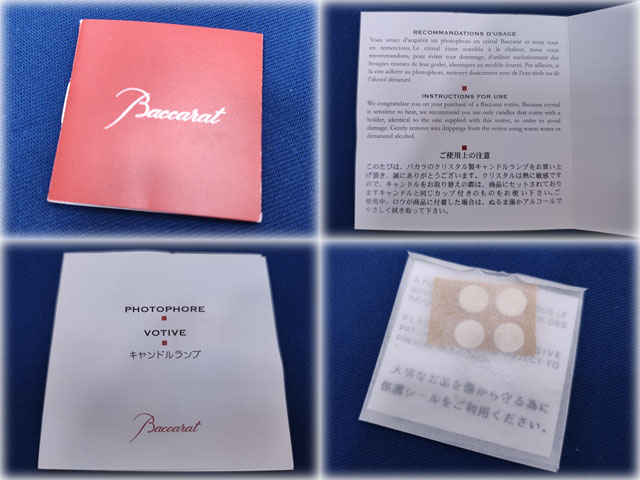 Baccarat
RECOMMANDATIONS D'USAGE
Vous venez d'acquérir un photophore en cristal Baccarat et nous vous
en remercions. Le cristal étant sensible à la chaleur, nous vous
recommandons, pour éviter tout dommage, d'utiliser exclusivement des
bougies munies de leur godet, identiques au modèle fourni. Par ailleurs, si
la cire adhère au photophore, nettoyer doucement avec de l'eau tiède ou de
l'alcool dénaturé.
INSTRUCTIONS FOR USE
We congratulate you on your purchase of a Baccarat votive. Because crystal
is sensitive to heat, we recommend you use only candles that come with a
holder, identical to the one supplied with this votive, in order to avoid
damage. Gently remove wax drippings from the votive using warm water or
denatured alcohol.
ご使用上の注意
このたびは、バカラのクリスタル製キャンドルランプをお買い上
げ頂き、誠にありがとうございます。クリスタルは熱に敏感です
ので、キャンドルをお取り替えの際は、商品にセットされており
ますキャンドルと同じカップ付きのものをお使い下さい。ご
使用中、ロウが商品に付着した場合は、ぬるま湯かアルコールで
やさしく拭き取って下さい。
PHOTOPHORE
VOTIVE
キャンドルランプ
Baccarat
大切なお品を傷から守る為に
保護シールをご利用ください。